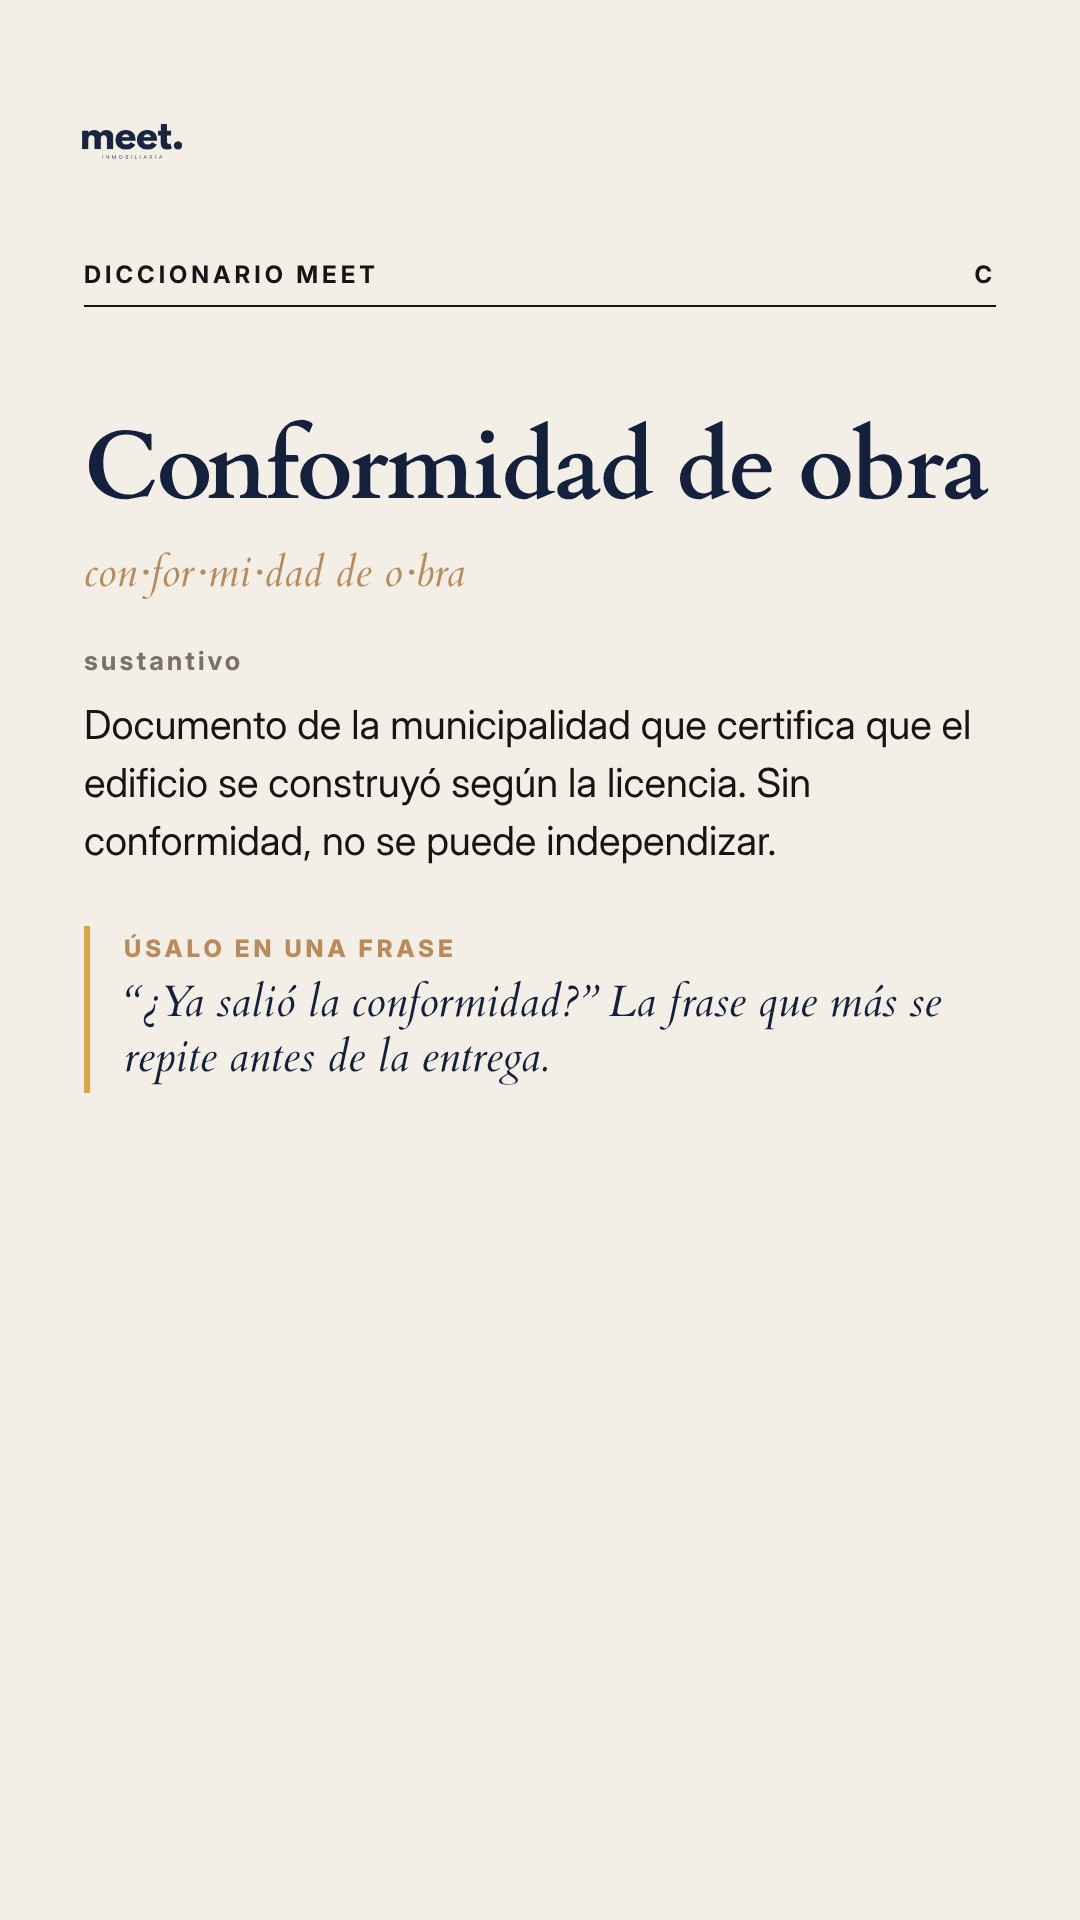 meet.
INMOBILIARIA
DICCIONARIO MEET C
Conformidad de obra
con·for·mi·dad de o·bra
sustantivo
Documento de la municipalidad que certifica que el
edificio se construyó según la licencia. Sin
conformidad, no se puede independizar.
ÚSALO EN UNA FRASE
“¿Ya salió la conformidad?” La frase que más se
repite antes de la entrega.